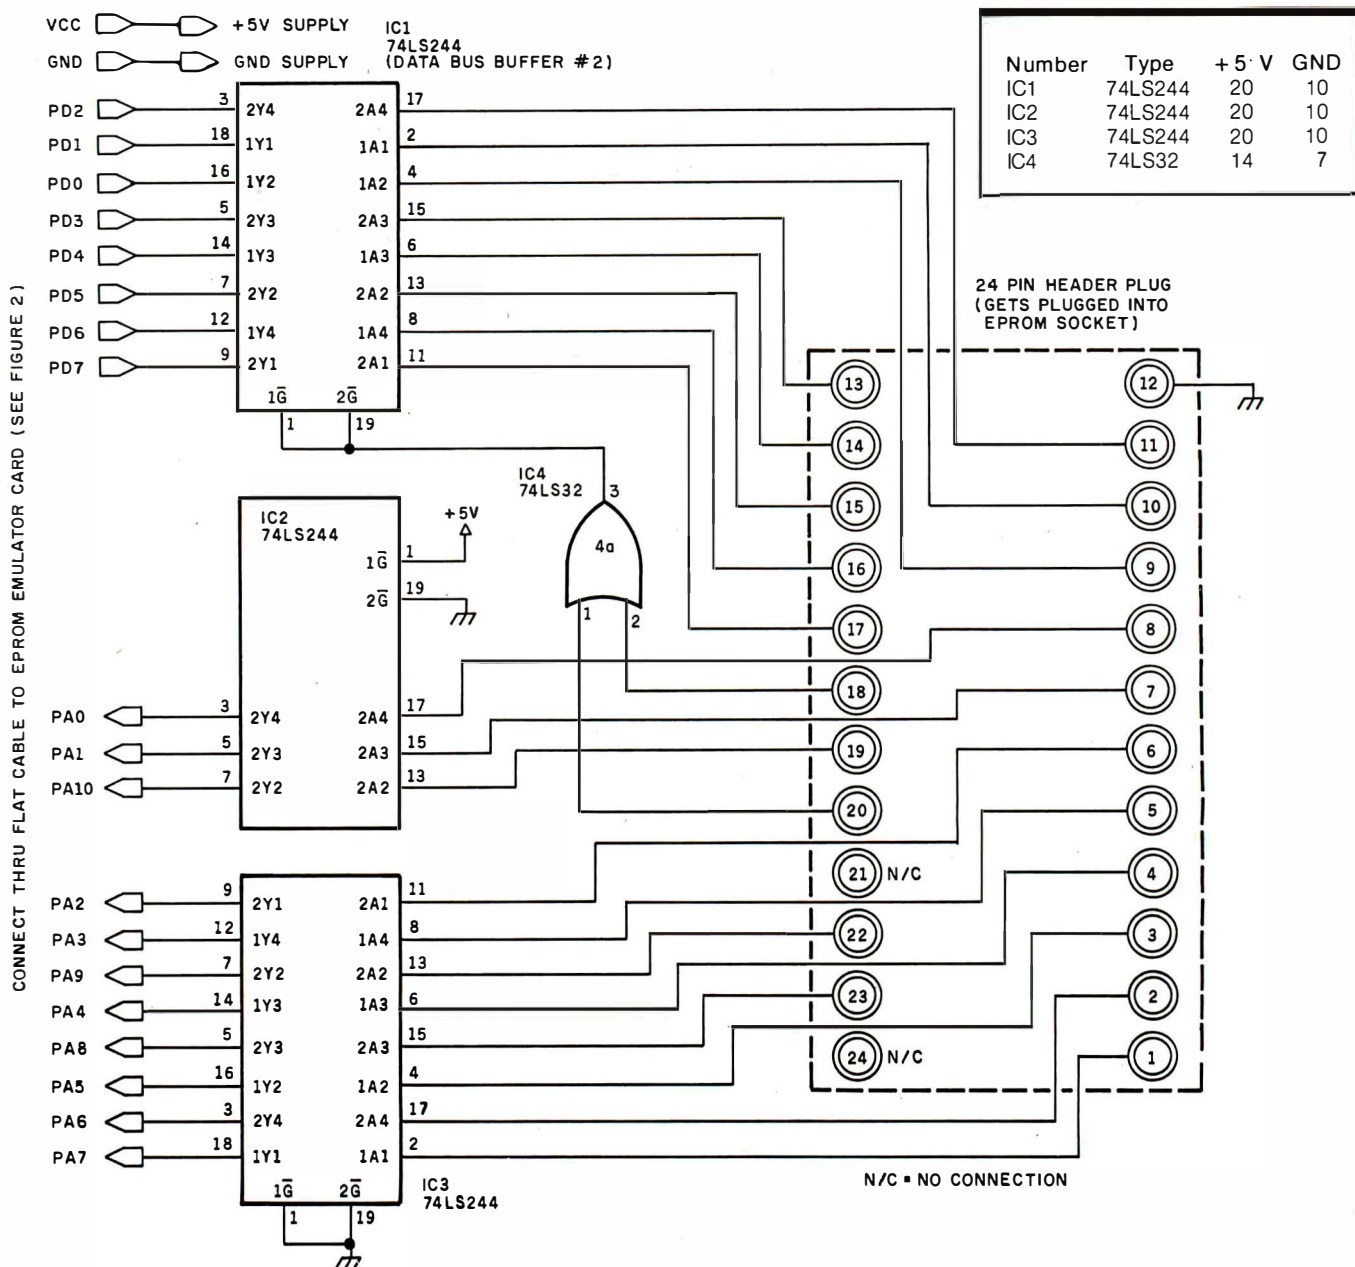 VCC +5V SUPPLY
GND GND SUPPLY
IC1
74LS244
(DATA BUS BUFFER #2)
Number Type +5 V GND
IC1 74LS244 20 10
IC2 74LS244 20 10
IC3 74LS244 20 10
IC4 74LS32 14 7
PD2 3 2Y4 2A4 17
PD1 18 1Y1 1A1 2
PD0 16 1Y2 1A2 4
PD3 5 2Y3 2A3 15
PD4 14 1Y3 1A3 6
PD5 7 2Y2 2A2 13
PD6 12 1Y4 1A4 8
PD7 9 2Y1 2A1 11
1G̅ 2G̅
1 19
CONNECT THRU FLAT CABLE TO EPROM EMULATOR CARD (SEE FIGURE 2)
24 PIN HEADER PLUG
(GETS PLUGGED INTO
EPROM SOCKET)
13 12
14 11
15 10
16 9
17 8
18 7
19 6
20 5
21 N/C 4
22 3
23 2
24 N/C 1
IC4
74LS32
3
4a
1 2
IC2
74LS244
+5V
1G̅ 1
2G̅ 19
PA0 3 2Y4 2A4 17
PA1 5 2Y3 2A3 15
PA10 7 2Y2 2A2 13
PA2 9 2Y1 2A1 11
PA3 12 1Y4 1A4 8
PA9 7 2Y2 2A2 13
PA4 14 1Y3 1A3 6
PA8 5 2Y3 2A3 15
PA5 16 1Y2 1A2 4
PA6 3 2Y4 2A4 17
PA7 18 1Y1 1A1 2
1G̅ 2G̅
1 19
IC3
74LS244
N/C = NO CONNECTION